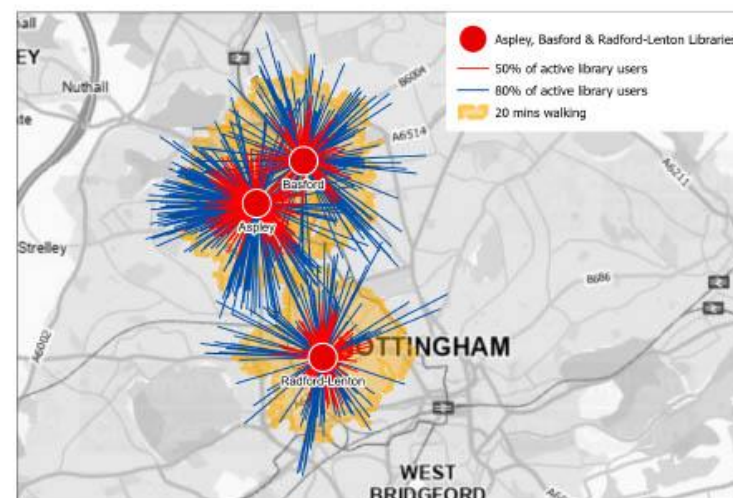 Aspley, Basford & Radford-Lenton Libraries
50% of active library users
80% of active library users
20 mins walking
EY
Nuthall
B6004
A6514
Basford
A6211
Aspley
Strelley
B686
A6002
NOTTINGHAM
Radford-Lenton
WEST
BRIDGFORD